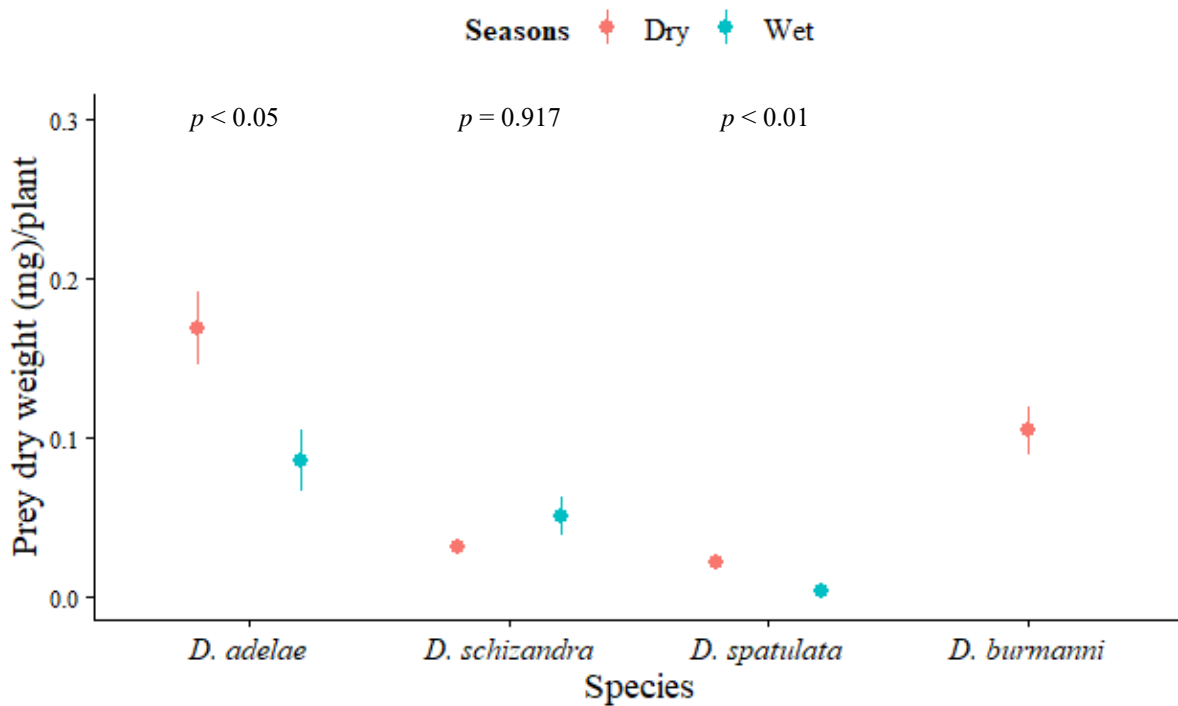 Seasons Dry Wet
p < 0.05 p = 0.917 p < 0.01
0.3
0.2
0.1
0.0
Prey dry weight (mg)/plant
D. adelae D. schizandra D. spatulata D. burmanni
Species